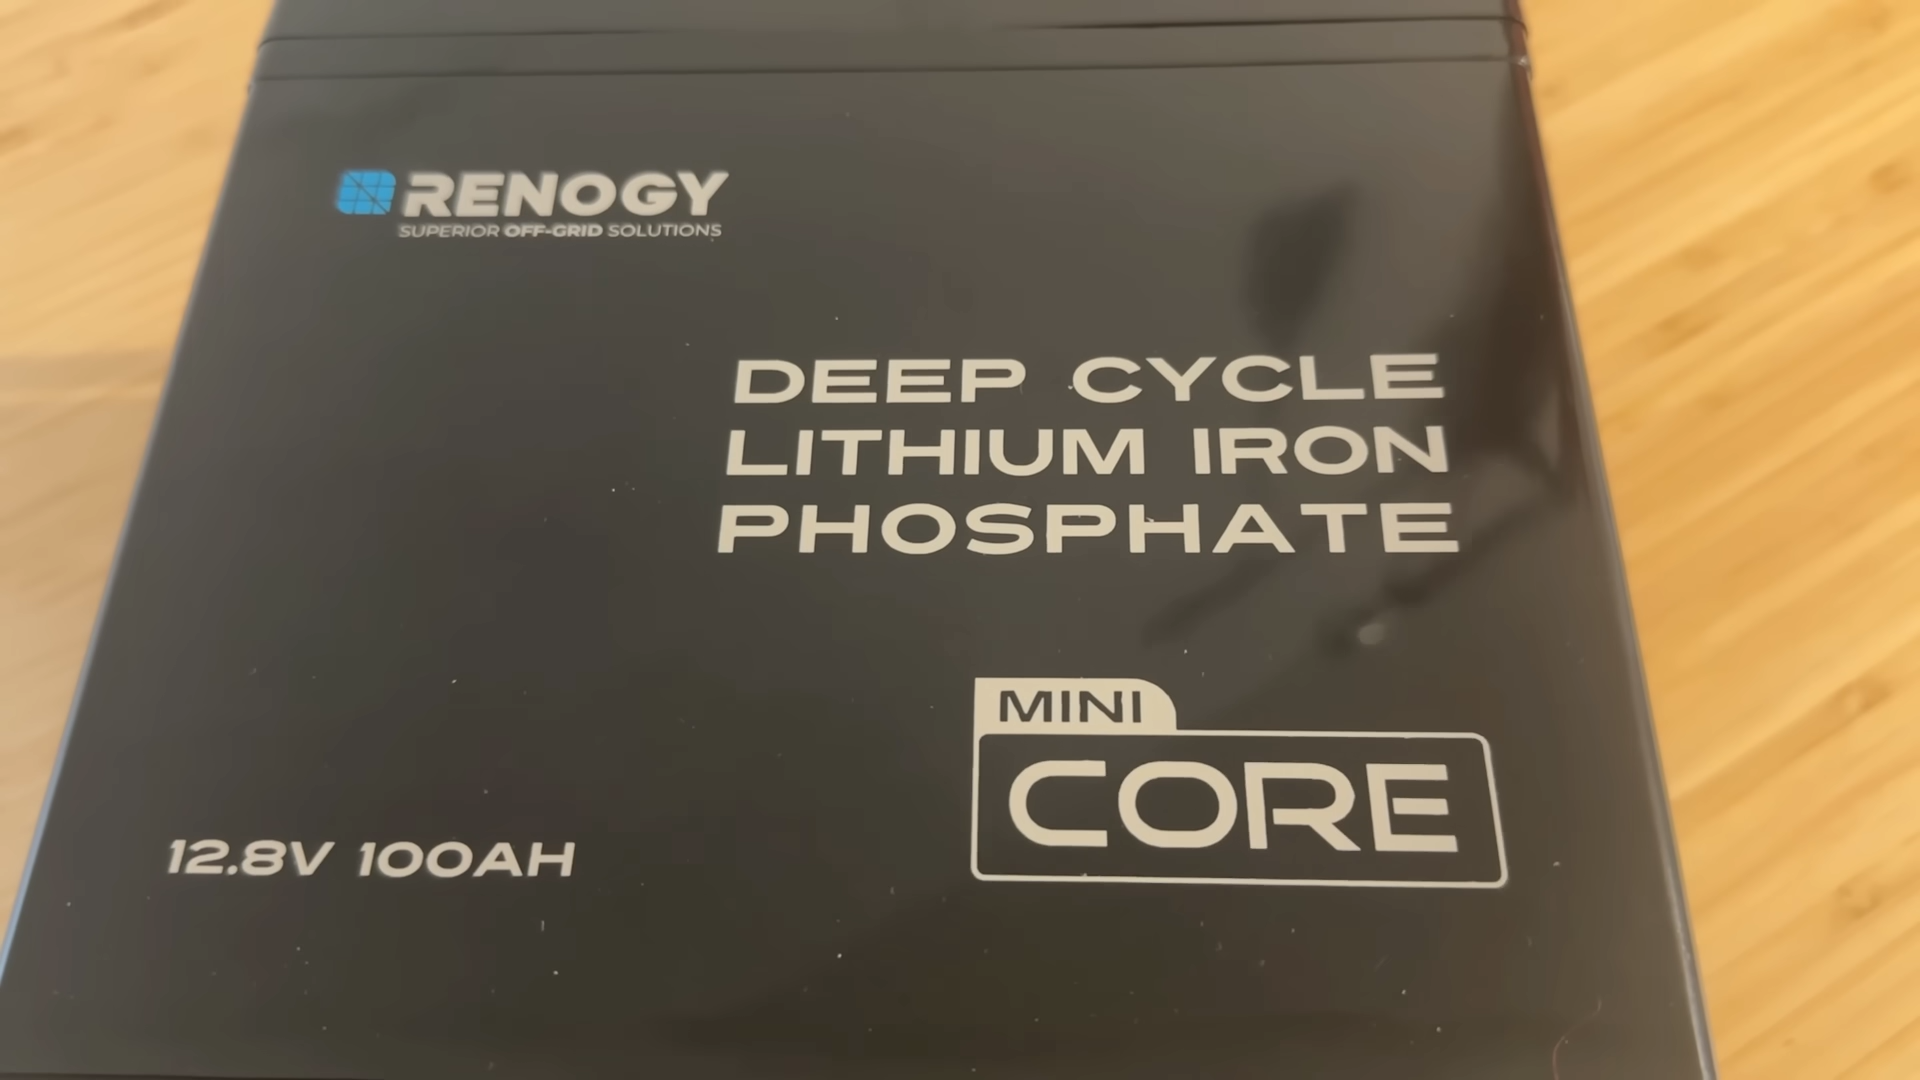 RENOGY
SUPERIOR OFF-GRID SOLUTIONS
DEEP CYCLE
LITHIUM IRON
PHOSPHATE
MINI
CORE
12.8V 100AH